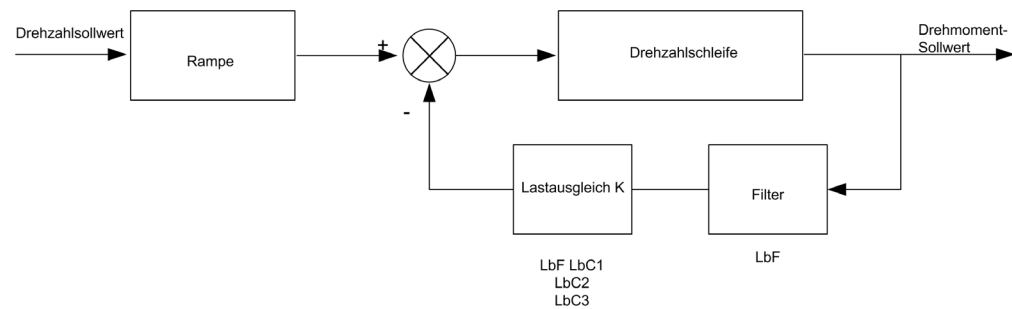 Drehzahlsollwert
Rampe
+
-
Drehzahlschleife
Drehmoment-
Sollwert
Lastausgleich K
Filter
LbF LbC1
LbC2
LbC3
LbF